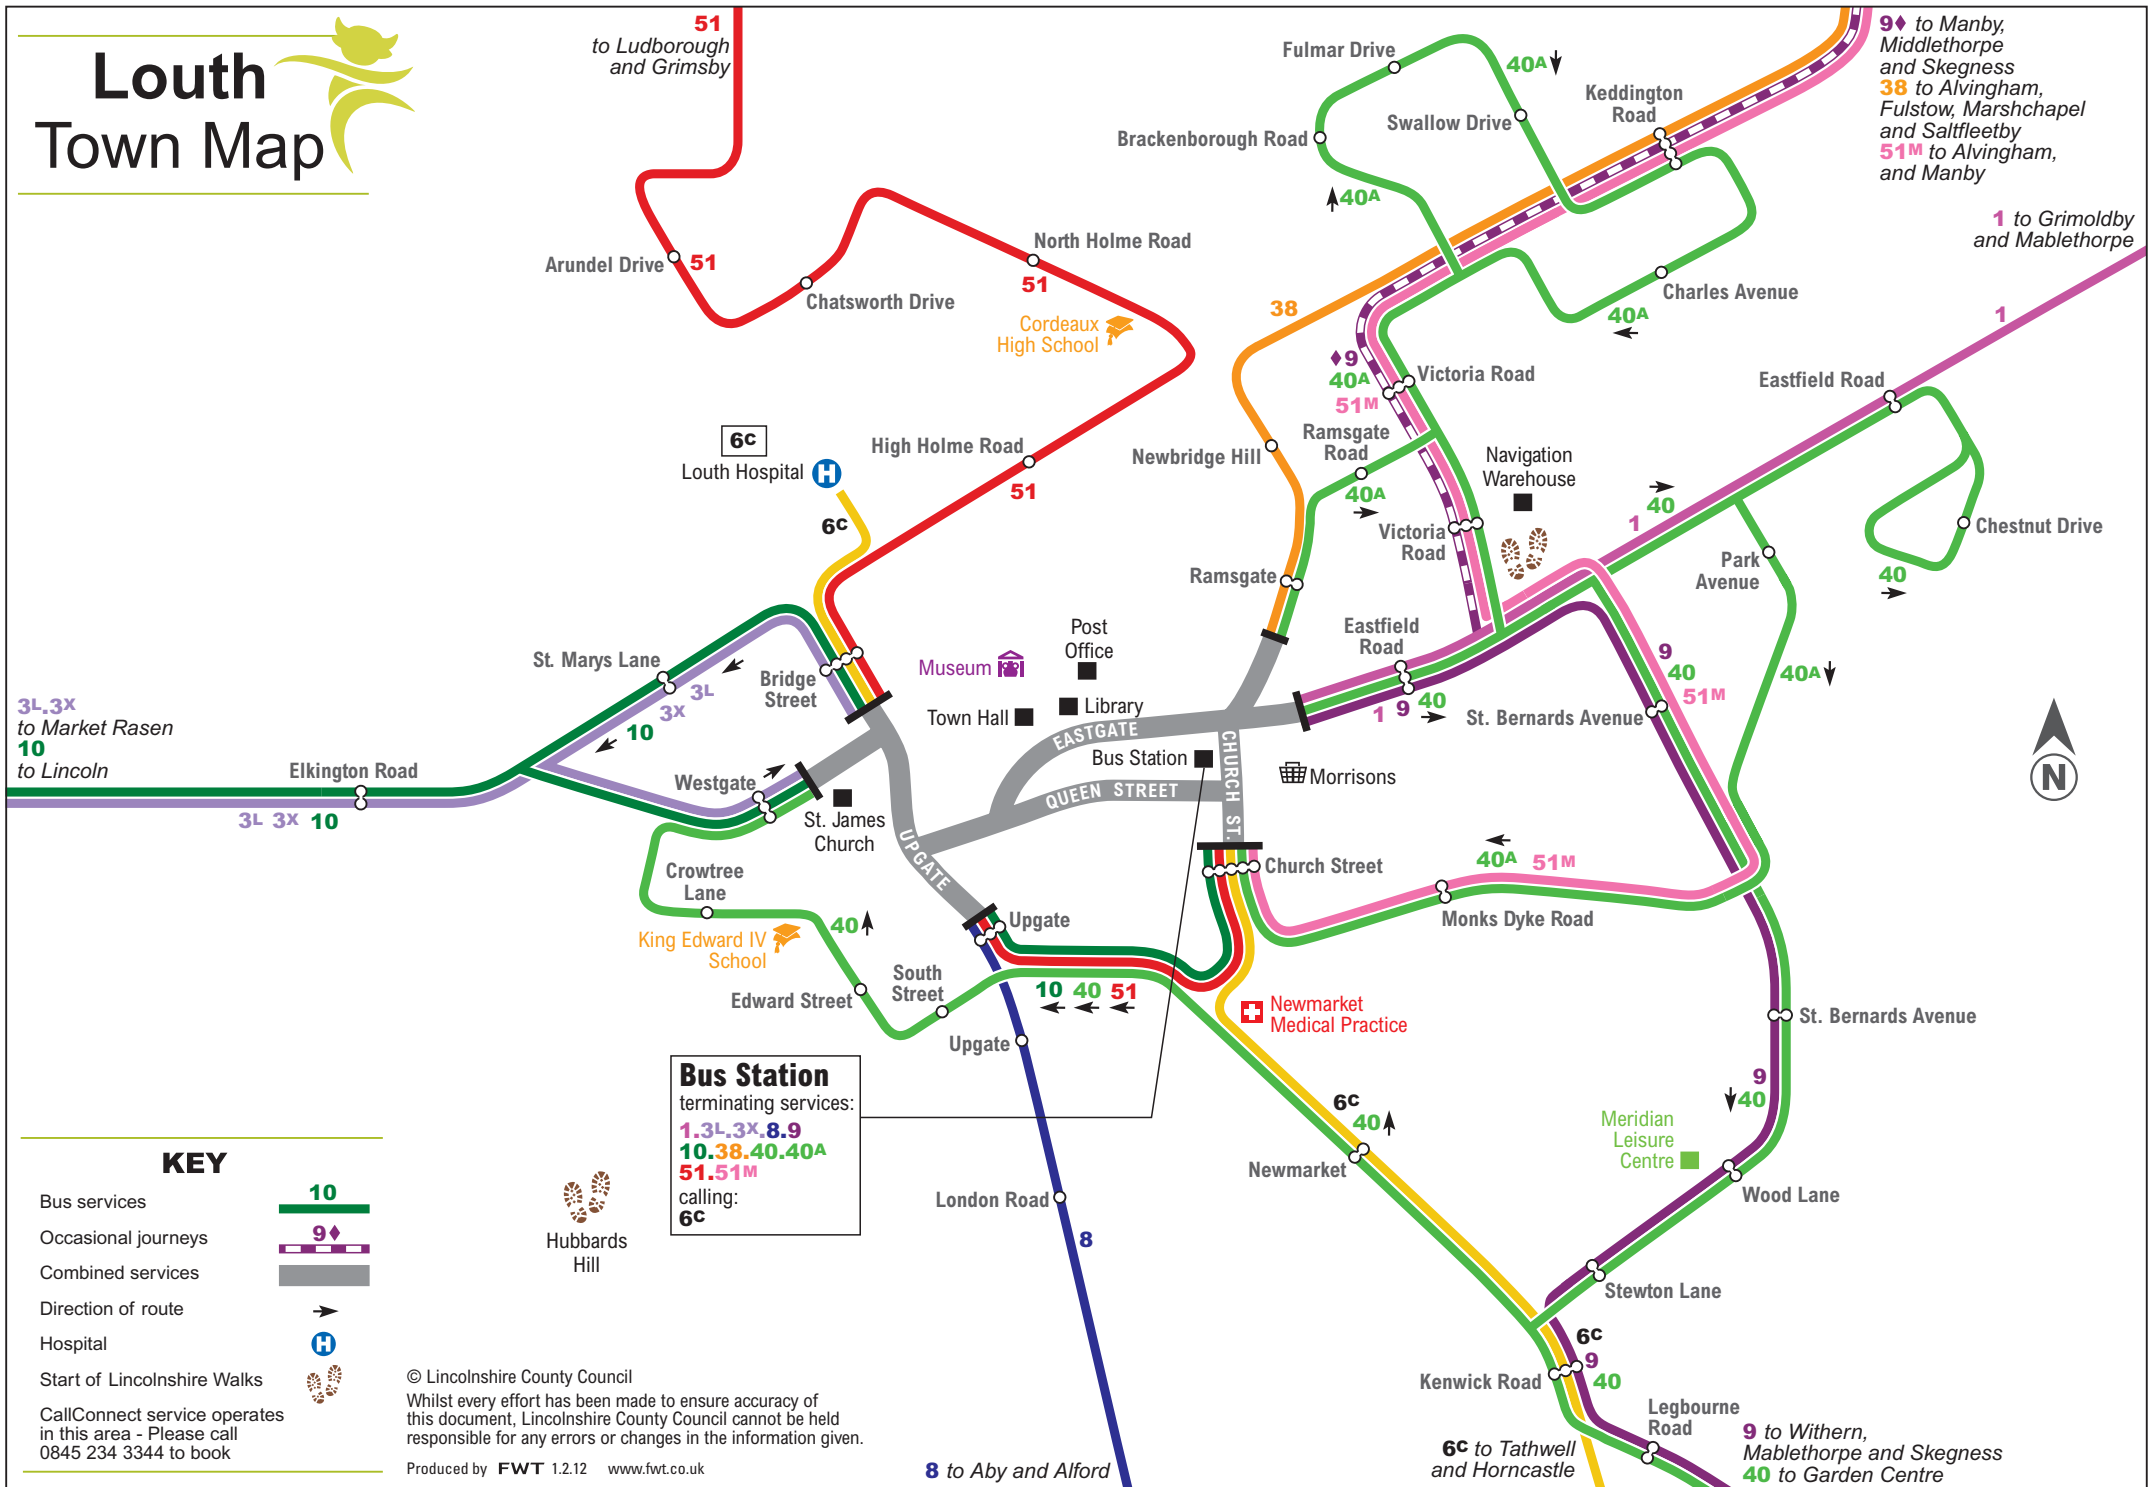 Louth
Town Map
51
to Ludborough
and Grimsby
Fulmar Drive
40A
Keddington
Road
Swallow Drive
Brackenborough Road
40A
9♦ to Manby,
Middlethorpe
and Skegness
38 to Alvingham,
Fulstow, Marshchapel
and Saltfleetby
51M to Alvingham,
and Manby
1 to Grimoldby
and Mablethorpe
1
Arundel Drive
51
Chatsworth Drive
North Holme Road
51
Cordeaux
High School
38
Charles Avenue
40A
♦9
40A
51M
Victoria Road
Eastfield Road
Ramsgate
Road
40A
Newbridge Hill
High Holme Road
51
6C
Louth Hospital
6C
Navigation
Warehouse
Victoria
Road
40
1
Park
Avenue
Chestnut Drive
40
Ramsgate
Eastfield
Road
Post
Office
Museum
Library
Town Hall
St. Marys Lane
Bridge
Street
3L
3X
10
3L.3X
to Market Rasen
10
to Lincoln
Elkington Road
3L 3X 10
Westgate
St. James
Church
EASTGATE
QUEEN STREET
CHURCH ST.
UPGATE
Bus Station
Morrisons
1 9 40
St. Bernards Avenue
9
40
51M
40A
N
Church Street
40A 51M
Monks Dyke Road
Crowtree
Lane
King Edward IV
School
40
Edward Street
South
Street
Upgate
10 40 51
Upgate
Newmarket
Medical Practice
St. Bernards Avenue
9
40
Meridian
Leisure
Centre
Wood Lane
6C
40
Newmarket
Stewton Lane
Bus Station
terminating services:
1.3L.3X.8.9
10.38.40.40A
51.51M
calling:
6C
London Road
8
Hubbards
Hill
6C
9
40
Kenwick Road
Legbourne
Road
6C to Tathwell
and Horncastle
9 to Withern,
Mablethorpe and Skegness
40 to Garden Centre
8 to Aby and Alford
KEY
Bus services
10
Occasional journeys
9♦
Combined services
Direction of route
Hospital
H
Start of Lincolnshire Walks
CallConnect service operates
in this area - Please call
0845 234 3344 to book
© Lincolnshire County Council
Whilst every effort has been made to ensure accuracy of
this document, Lincolnshire County Council cannot be held
responsible for any errors or changes in the information given.
Produced by FWT 1.2.12 www.fwt.co.uk